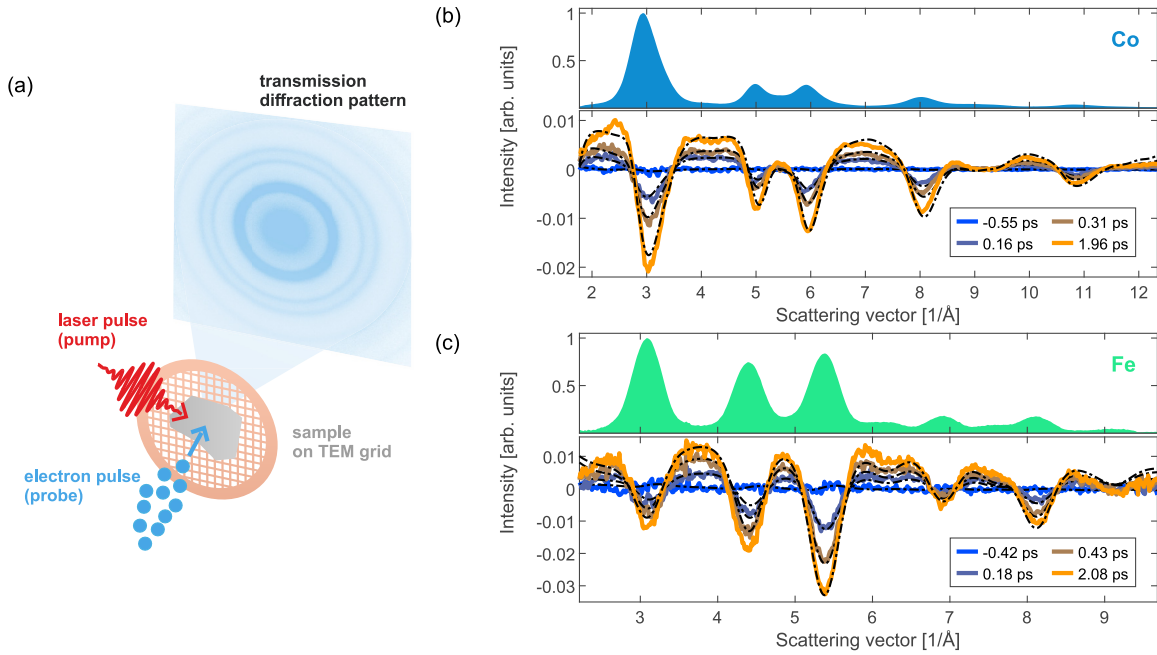 (a)
transmission
diffraction pattern
laser pulse
(pump)
sample
on TEM grid
electron pulse
(probe)
(b)
Co
1
0.5
Intensity [arb. units]
0.01
0
-0.01
-0.02
-0.55 ps
0.31 ps
0.16 ps
1.96 ps
2 3 4 5 6 7 8 9 10 11 12
Scattering vector [1/Å]
(c)
Fe
1
0.5
Intensity [arb. units]
0.01
0
-0.01
-0.02
-0.03
-0.42 ps
0.43 ps
0.18 ps
2.08 ps
3 4 5 6 7 8 9
Scattering vector [1/Å]